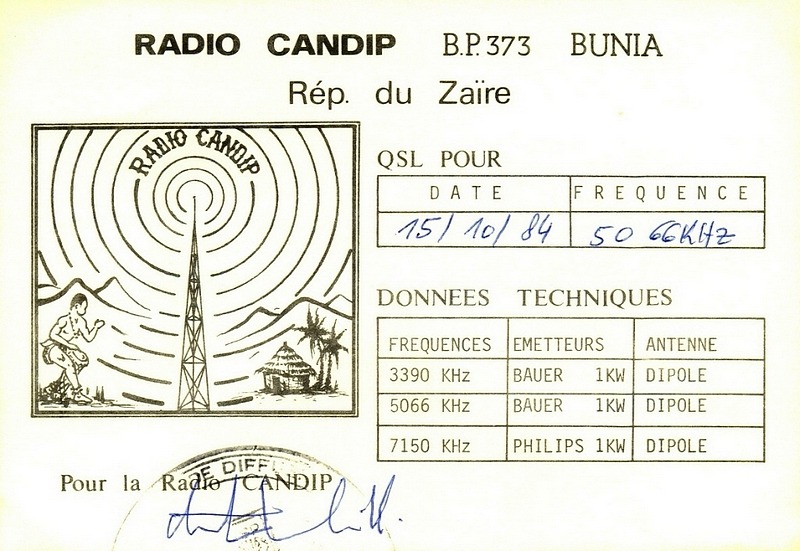 RADIO CANDIP B.P. 373 BUNIA
Rép. du Zaïre
RADIO CANDIP
QSL POUR
DATE FREQUENCE
15/10/84 5066KHz
DONNEES TECHNIQUES
FREQUENCES EMETTEURS ANTENNE
3390 KHz BAUER 1KW DIPOLE
5066 KHz BAUER 1KW DIPOLE
7150 KHz PHILIPS 1KW DIPOLE
Pour la Radio CANDIP